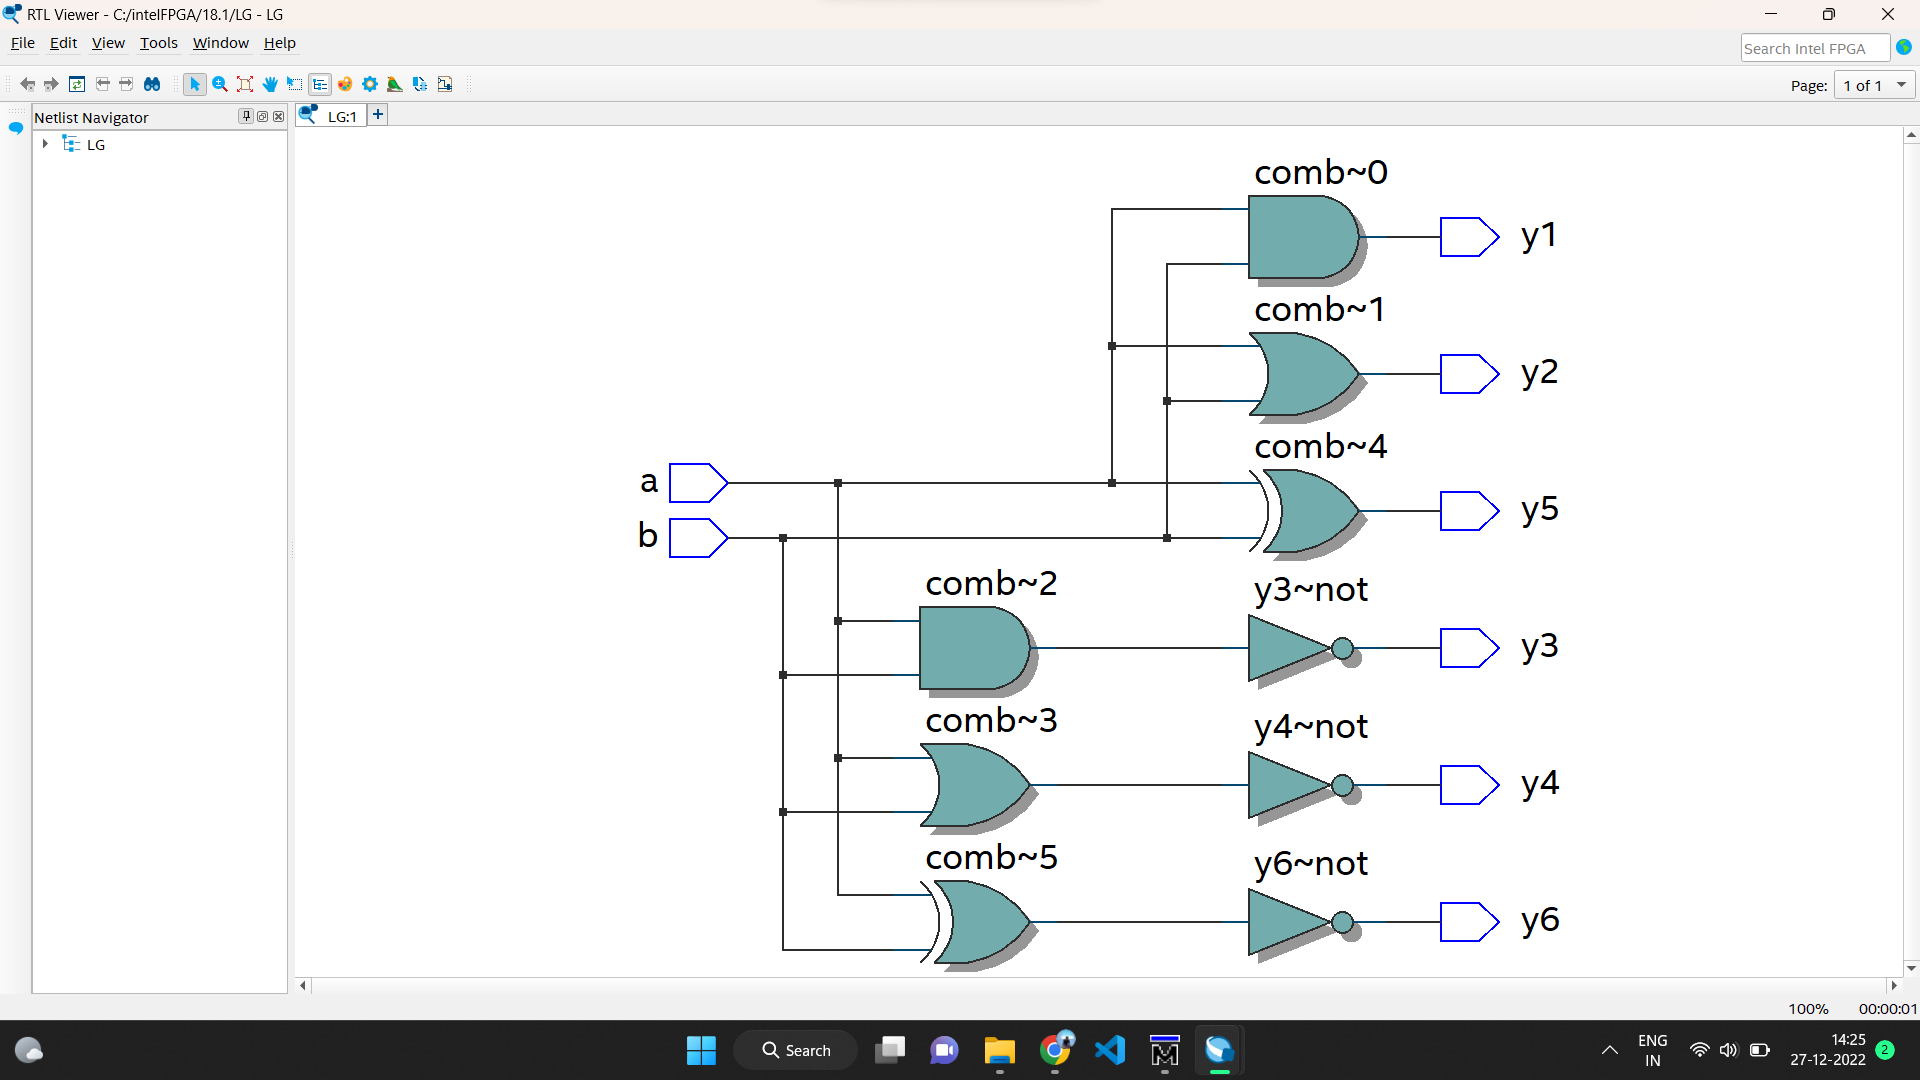 RTL Viewer - C:/intelFPGA/18.1/LG - LG
File Edit View Tools Window Help
Search Intel FPGA
Page: 1 of 1
Netlist Navigator
LG:1
+
LG
comb~0
y1
comb~1
y2
comb~4
a
y5
b
comb~2
y3~not
y3
comb~3
y4~not
y4
comb~5
y6~not
y6
100% 00:00:01
Search
ENG
IN
14:25
27-12-2022
2